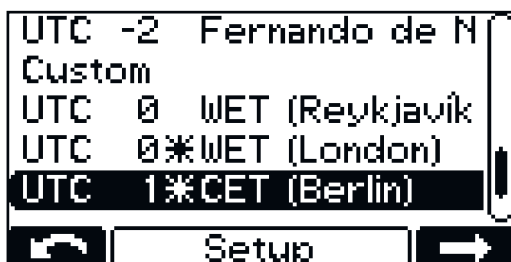 UTC -2 Fernando de N
Custom
UTC 0 WET (Reykjavík
UTC 0☀WET (London)
UTC 1☀CET (Berlin)
Setup